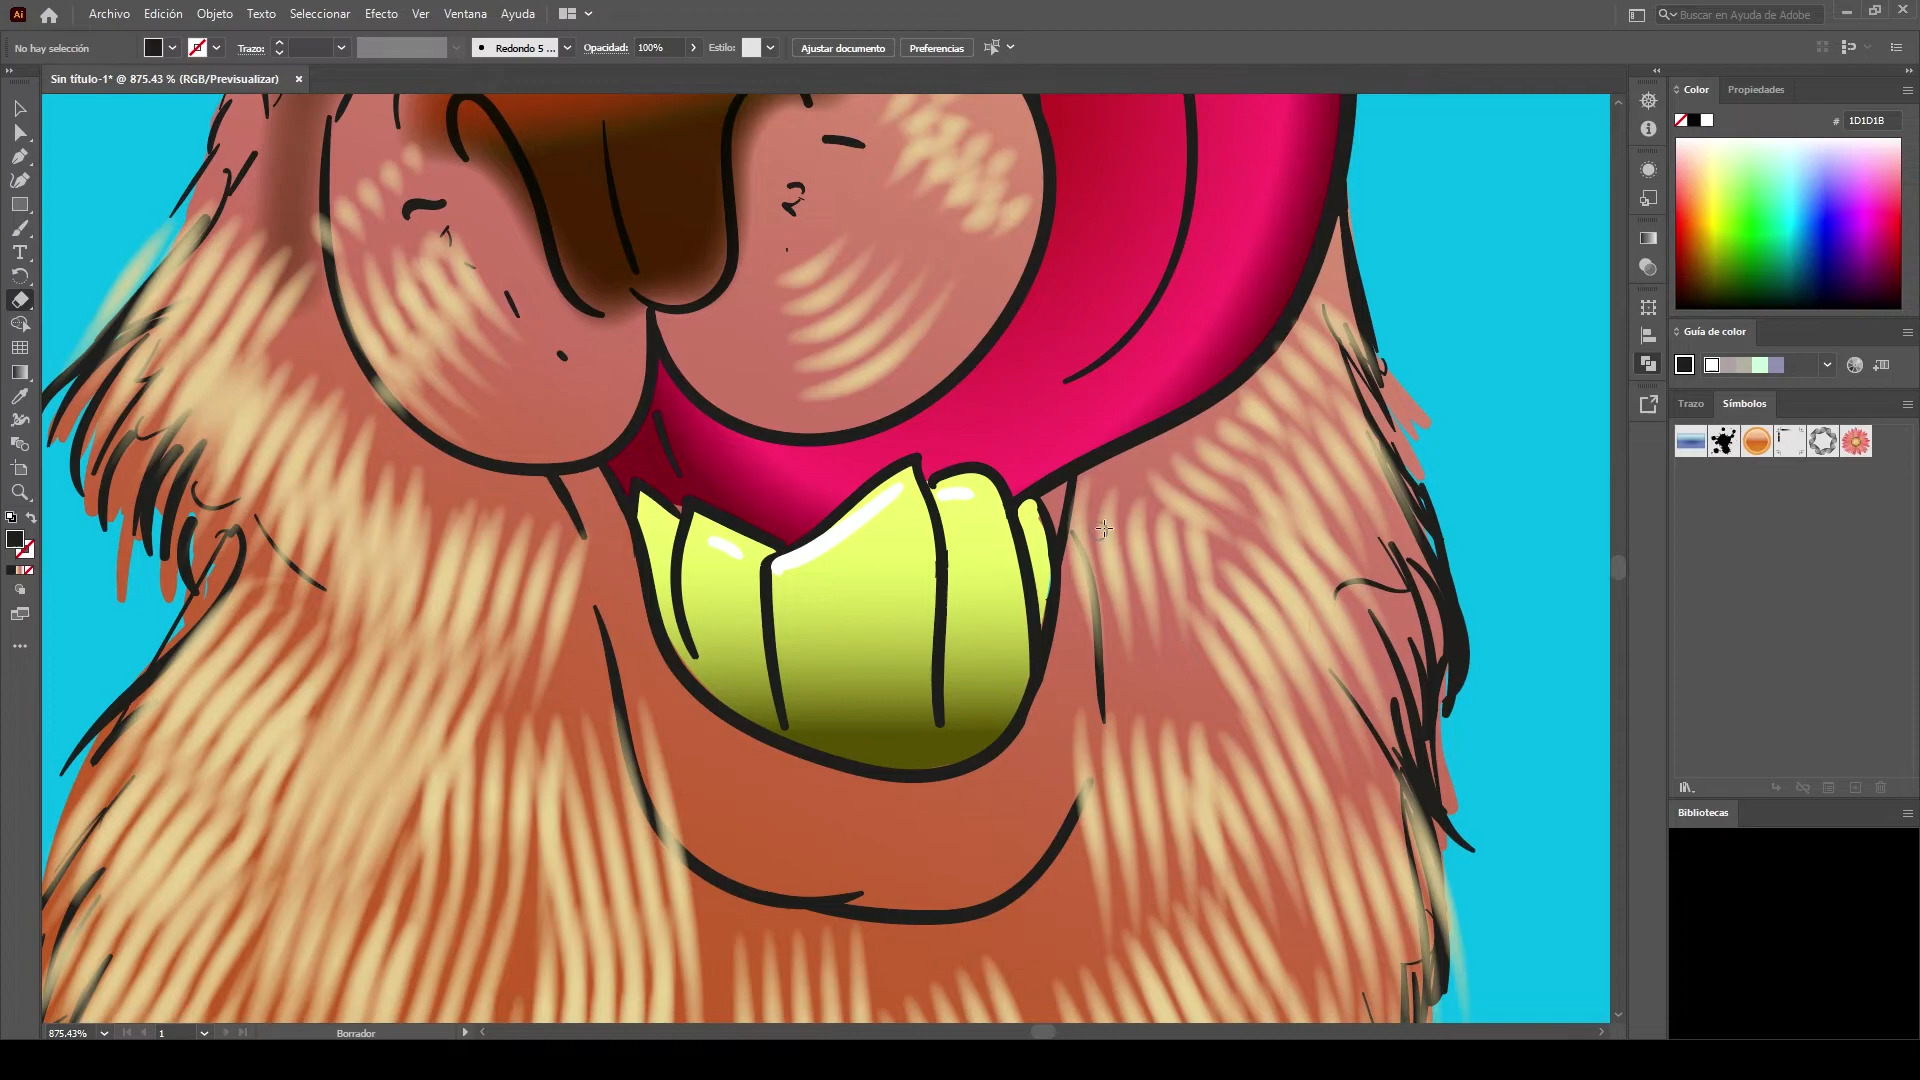 Ai Archivo Edición Objeto Texto Seleccionar Efecto Ver Ventana Ayuda Buscar en Ayuda de Adobe
No hay selección Trazo: Redondo 5 ... Opacidad: 100% Estilo: Ajustar documento Preferencias
Sin título-1* @ 875.43 % (RGB/Previsualizar)
Color Propiedades
# 1D1D1B
Guía de color
Trazo Símbolos
Bibliotecas
875.43% 1 Borrador